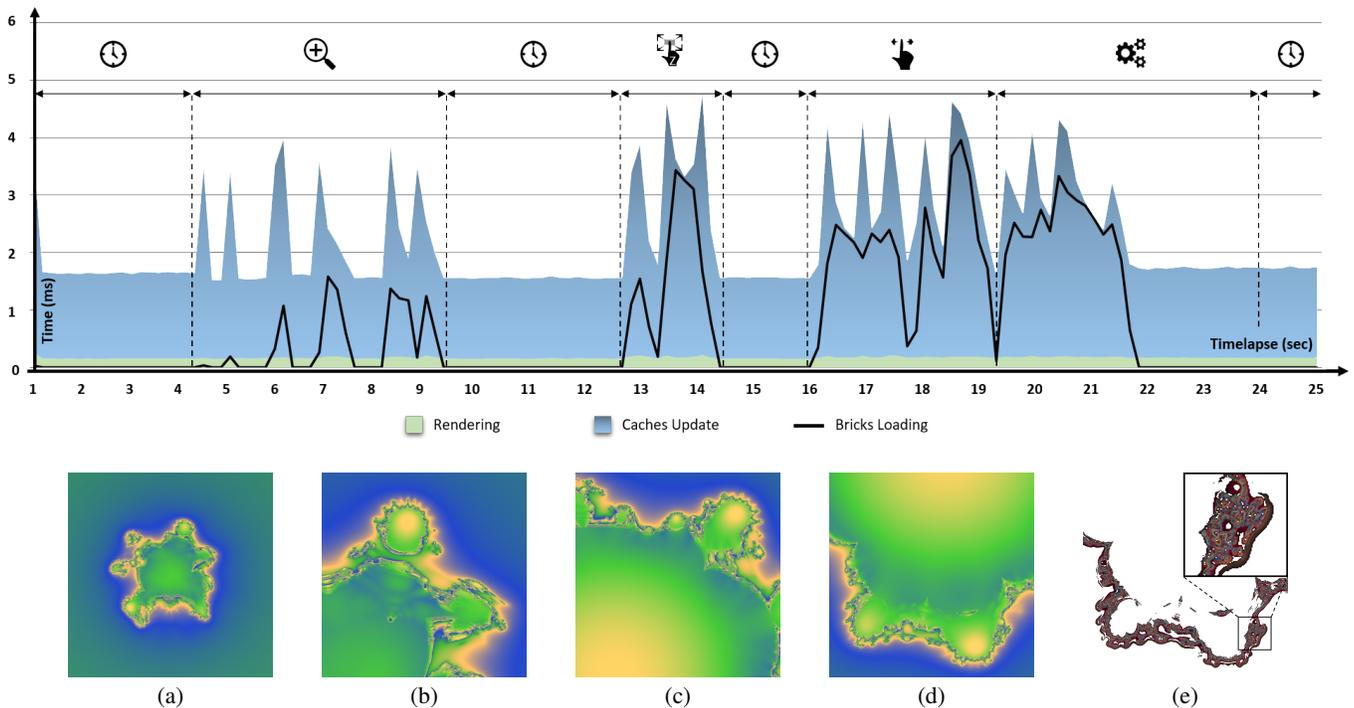 6
5
4
3
2
1
0
Time (ms)
Z
Timelapse (sec)
1 2 3 4 5 6 7 8 9 10 11 12 13 14 15 16 17 18 19 20 21 22 23 24 25
Rendering Caches Update Bricks Loading
(a) (b) (c) (d) (e)